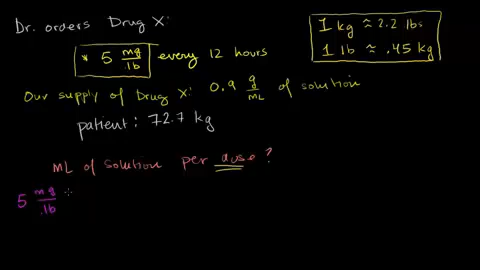 Dr. orders Drug X:
1 kg ≈ 2.2 lbs
1 lb ≈ .45 kg
* 5 mg/lb every 12 hours
Our supply of Drug X: 0.9 g/mL of solution
patient: 72.7 kg
mL of solution per dose?
5 mg/lb